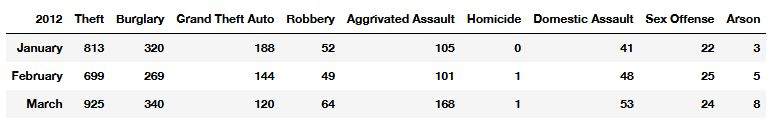 2012 Theft Burglary Grand Theft Auto Robbery Aggrivated Assault Homicide Domestic Assault Sex Offense Arson
January 813 320 188 52 105 0 41 22 3
February 699 269 144 49 101 1 48 25 5
March 925 340 120 64 168 1 53 24 8